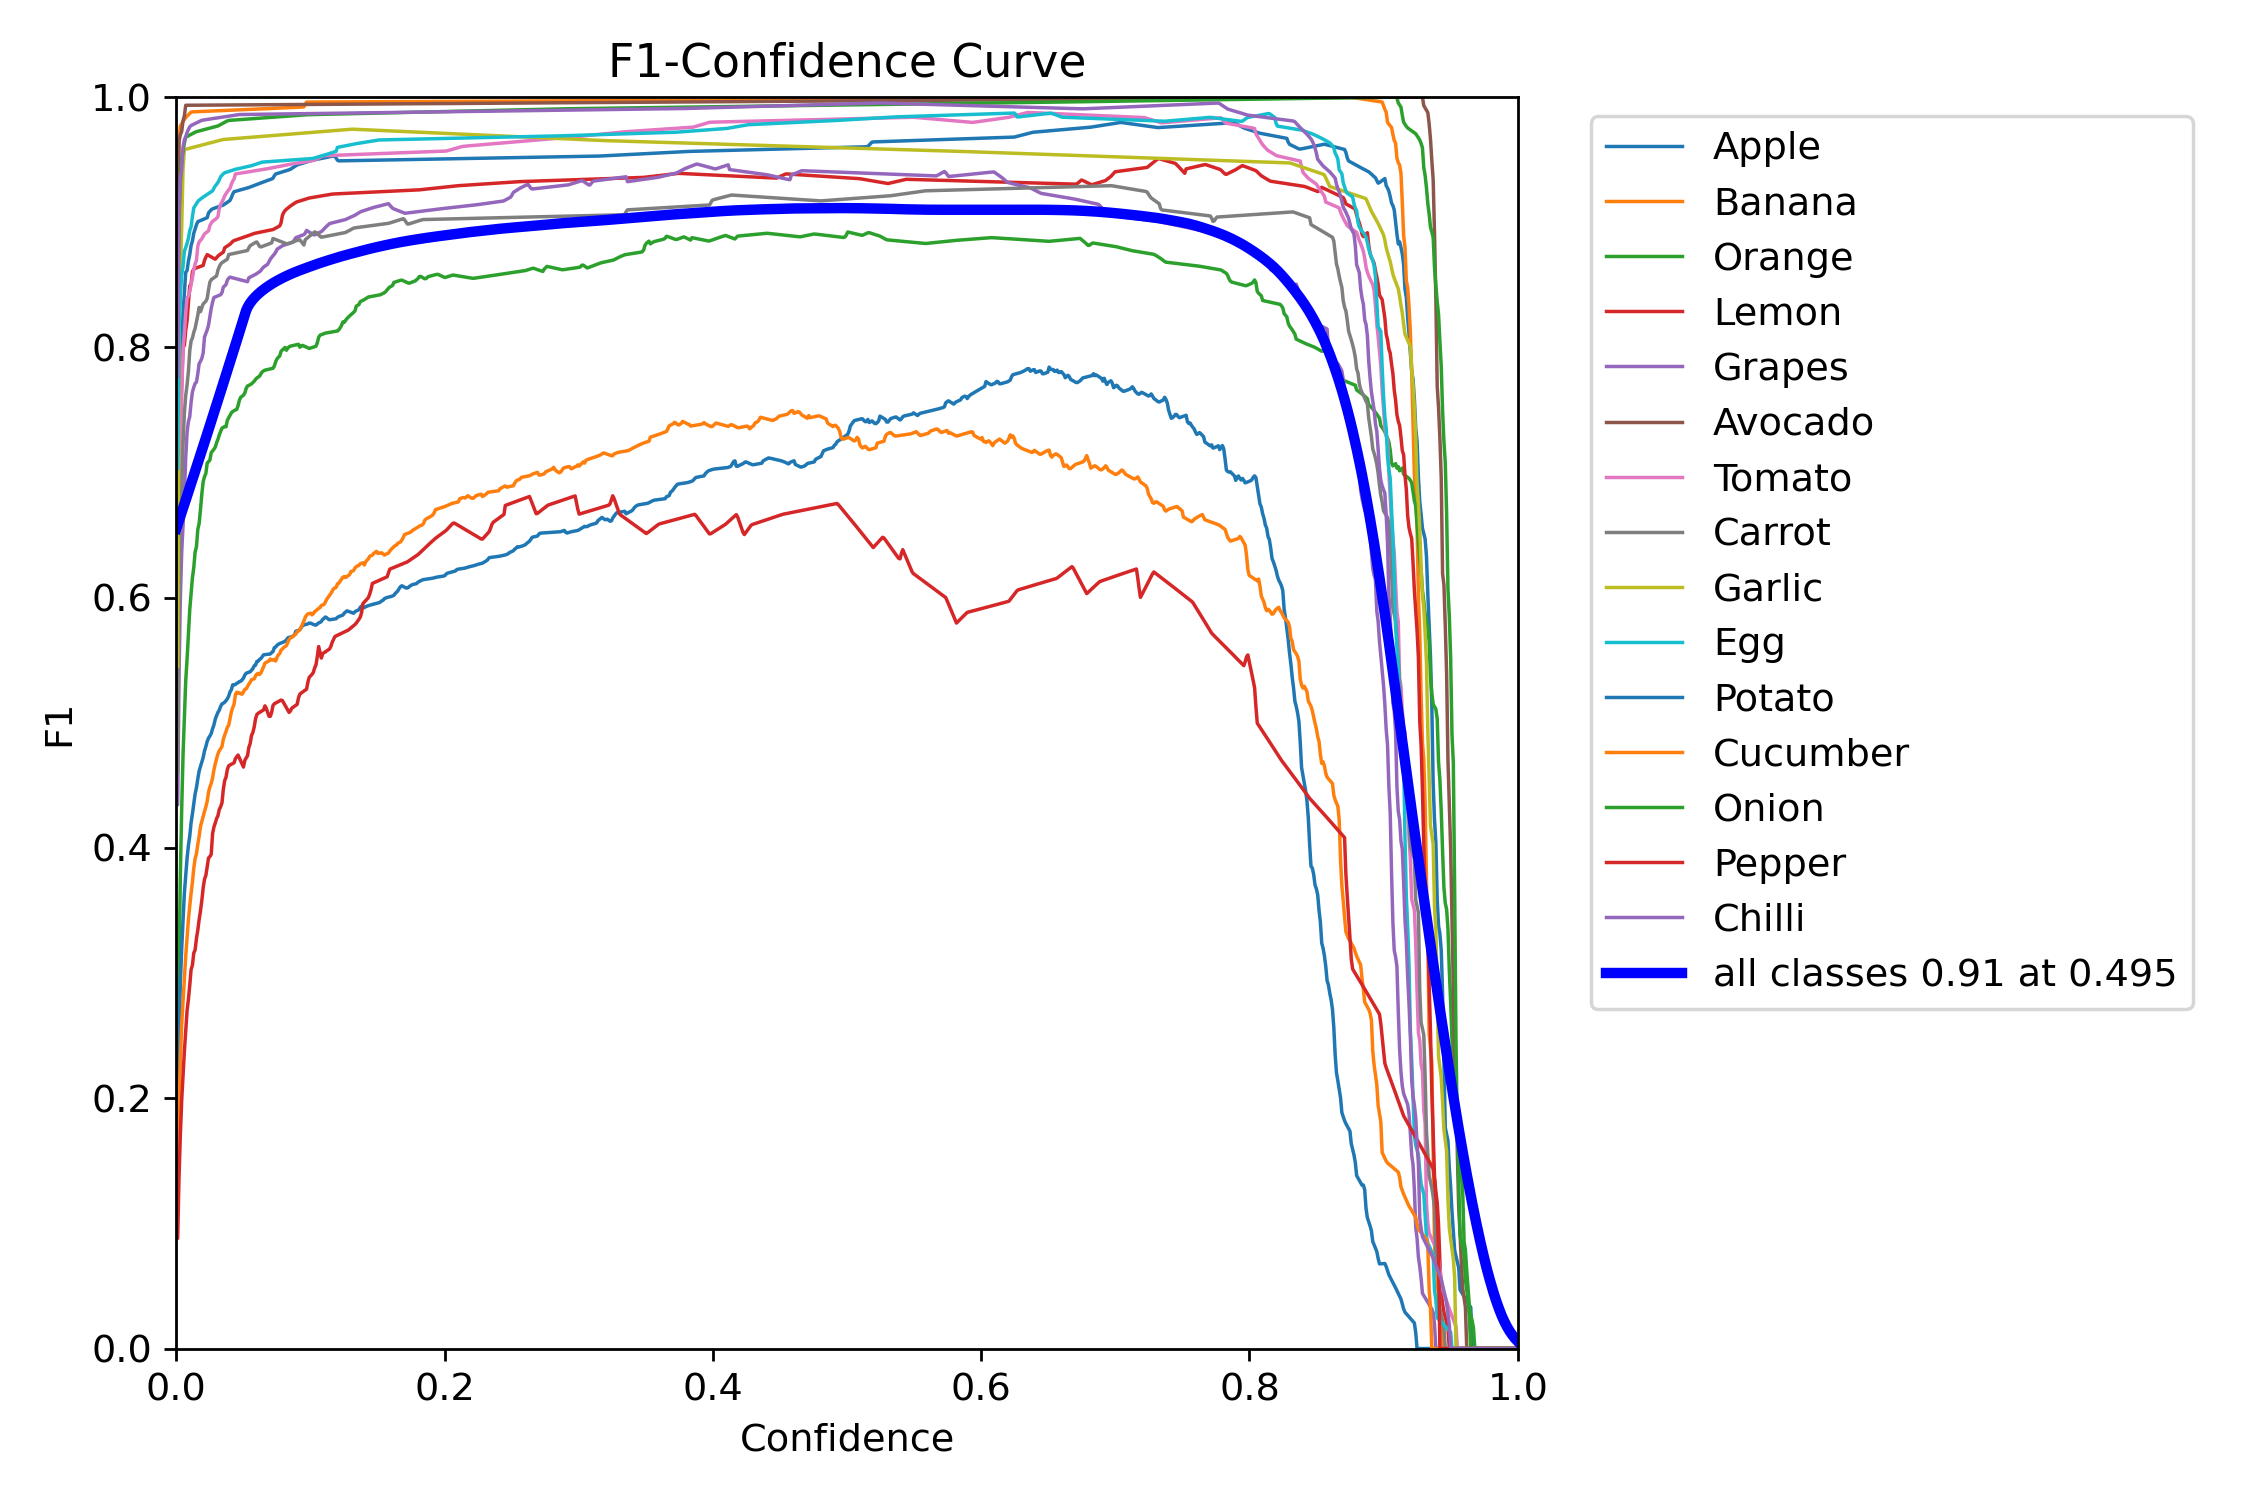 F1-Confidence Curve
1.0
0.8
0.6
0.4
0.2
0.0
F1
0.0 0.2 0.4 0.6 0.8 1.0
Confidence
Apple
Banana
Orange
Lemon
Grapes
Avocado
Tomato
Carrot
Garlic
Egg
Potato
Cucumber
Onion
Pepper
Chilli
all classes 0.91 at 0.495